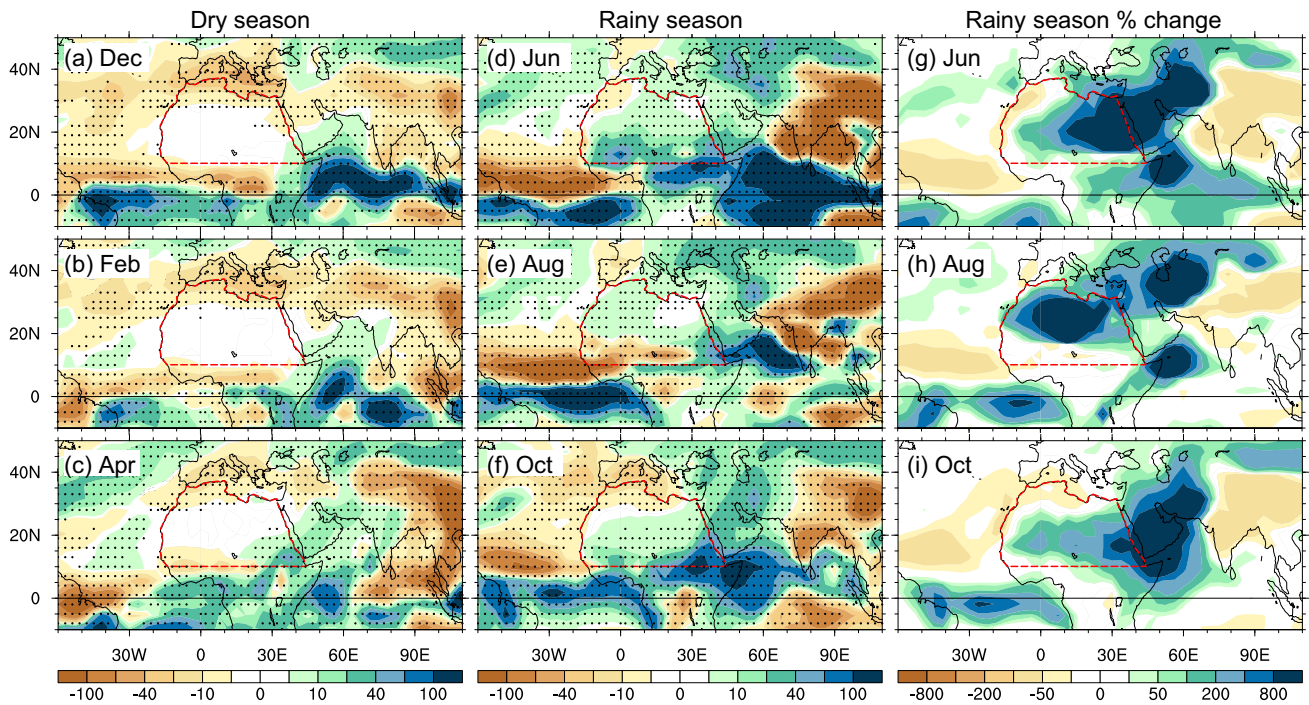 Dry season Rainy season Rainy season % change
(a) Dec (d) Jun (g) Jun
40N
20N
0
(b) Feb (e) Aug (h) Aug
40N
20N
0
(c) Apr (f) Oct (i) Oct
40N
20N
0
30W 0 30E 60E 90E 30W 0 30E 60E 90E 30W 0 30E 60E 90E
-100 -40 -10 0 10 40 100 -100 -40 -10 0 10 40 100 -800 -200 -50 0 50 200 800